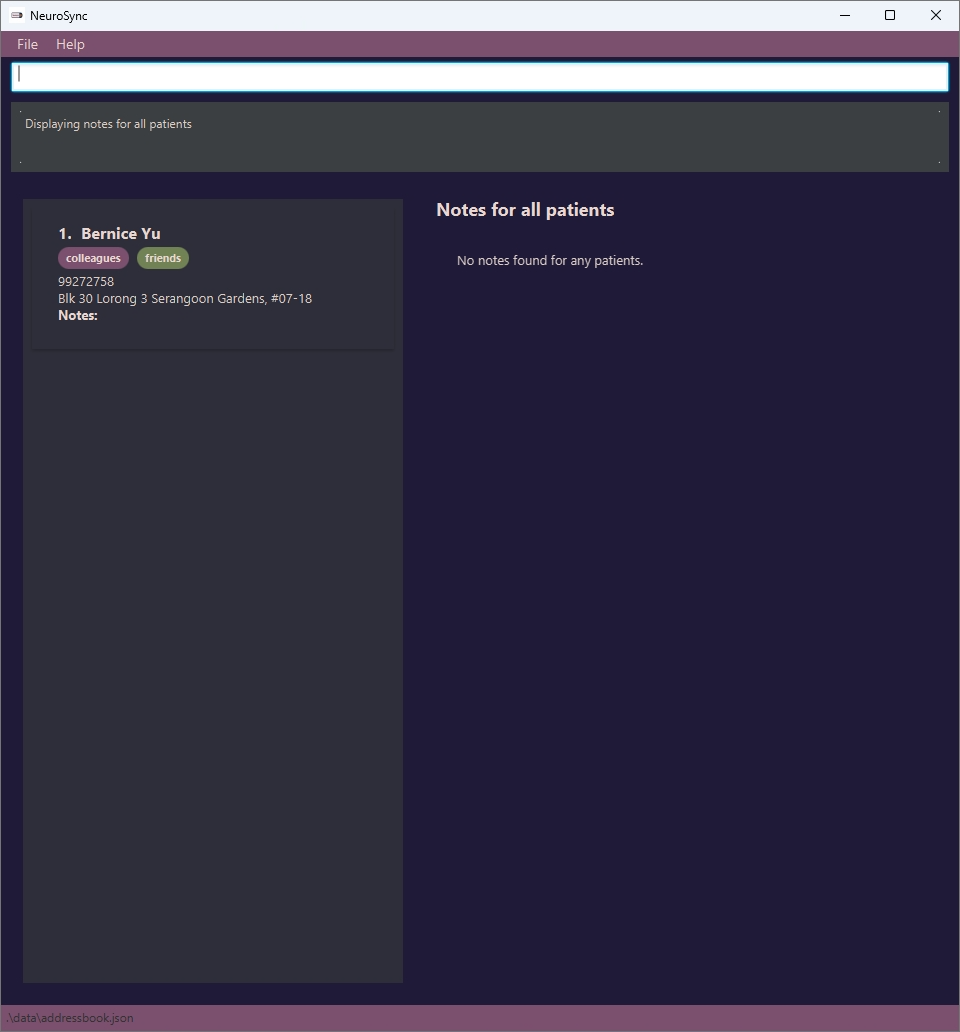 NeuroSync
File Help
Displaying notes for all patients
1. Bernice Yu
colleagues friends
99272758
Blk 30 Lorong 3 Serangoon Gardens, #07-18
Notes:
Notes for all patients
No notes found for any patients.
.\data\addressbook.json